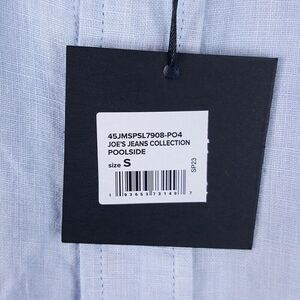 45JMSPSL7908-PO4
JOE'S JEANS COLLECTION
POOLSIDE
size S
SP23